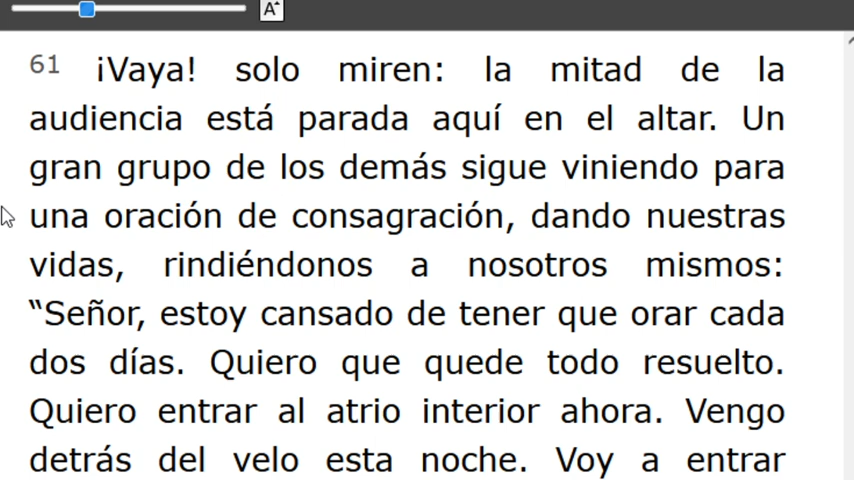 A
61 ¡Vaya! solo miren: la mitad de la
audiencia está parada aquí en el altar. Un
gran grupo de los demás sigue viniendo para
una oración de consagración, dando nuestras
vidas, rindiéndonos a nosotros mismos:
“Señor, estoy cansado de tener que orar cada
dos días. Quiero que quede todo resuelto.
Quiero entrar al atrio interior ahora. Vengo
detrás del velo esta noche. Voy a entrar